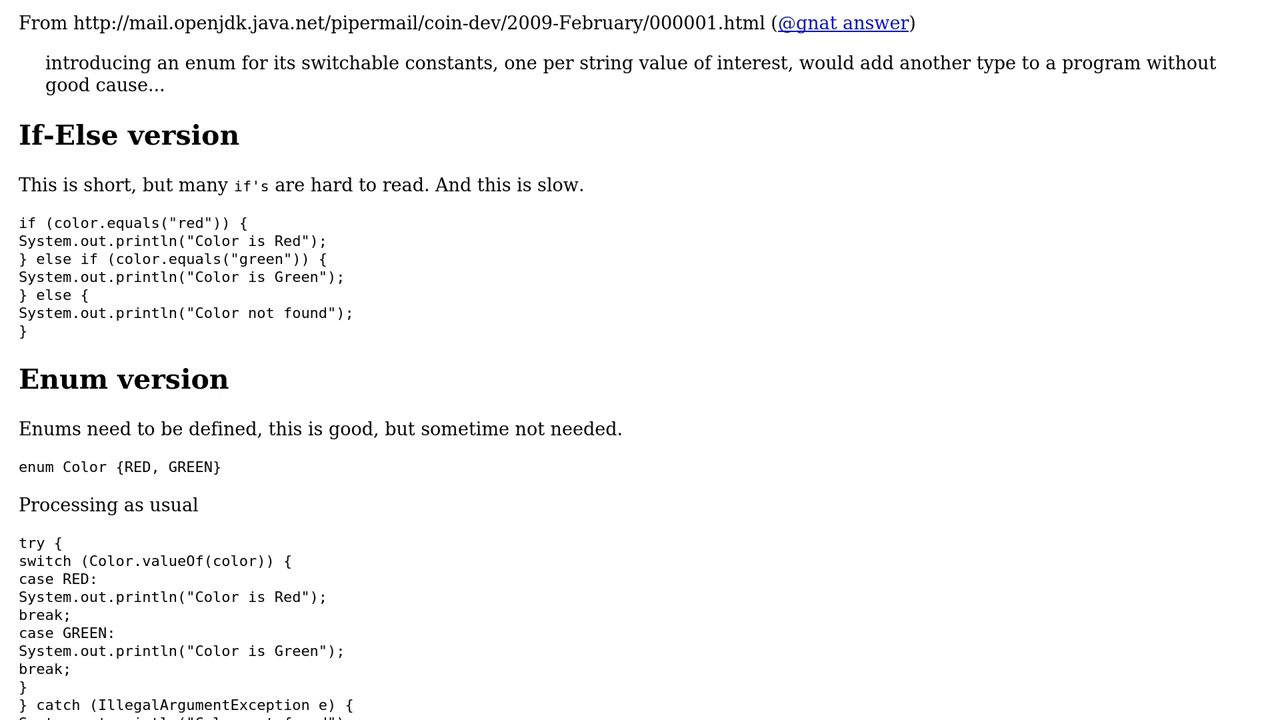 From http://mail.openjdk.java.net/pipermail/coin-dev/2009-February/000001.html (@gnat answer)
introducing an enum for its switchable constants, one per string value of interest, would add another type to a program without
good cause...
If-Else version
This is short, but many if's are hard to read. And this is slow.
if (color.equals("red")) {
System.out.println("Color is Red");
} else if (color.equals("green")) {
System.out.println("Color is Green");
} else {
System.out.println("Color not found");
}
Enum version
Enums need to be defined, this is good, but sometime not needed.
enum Color {RED, GREEN}
Processing as usual
try {
switch (Color.valueOf(color)) {
case RED:
System.out.println("Color is Red");
break;
case GREEN:
System.out.println("Color is Green");
break;
}
} catch (IllegalArgumentException e) {